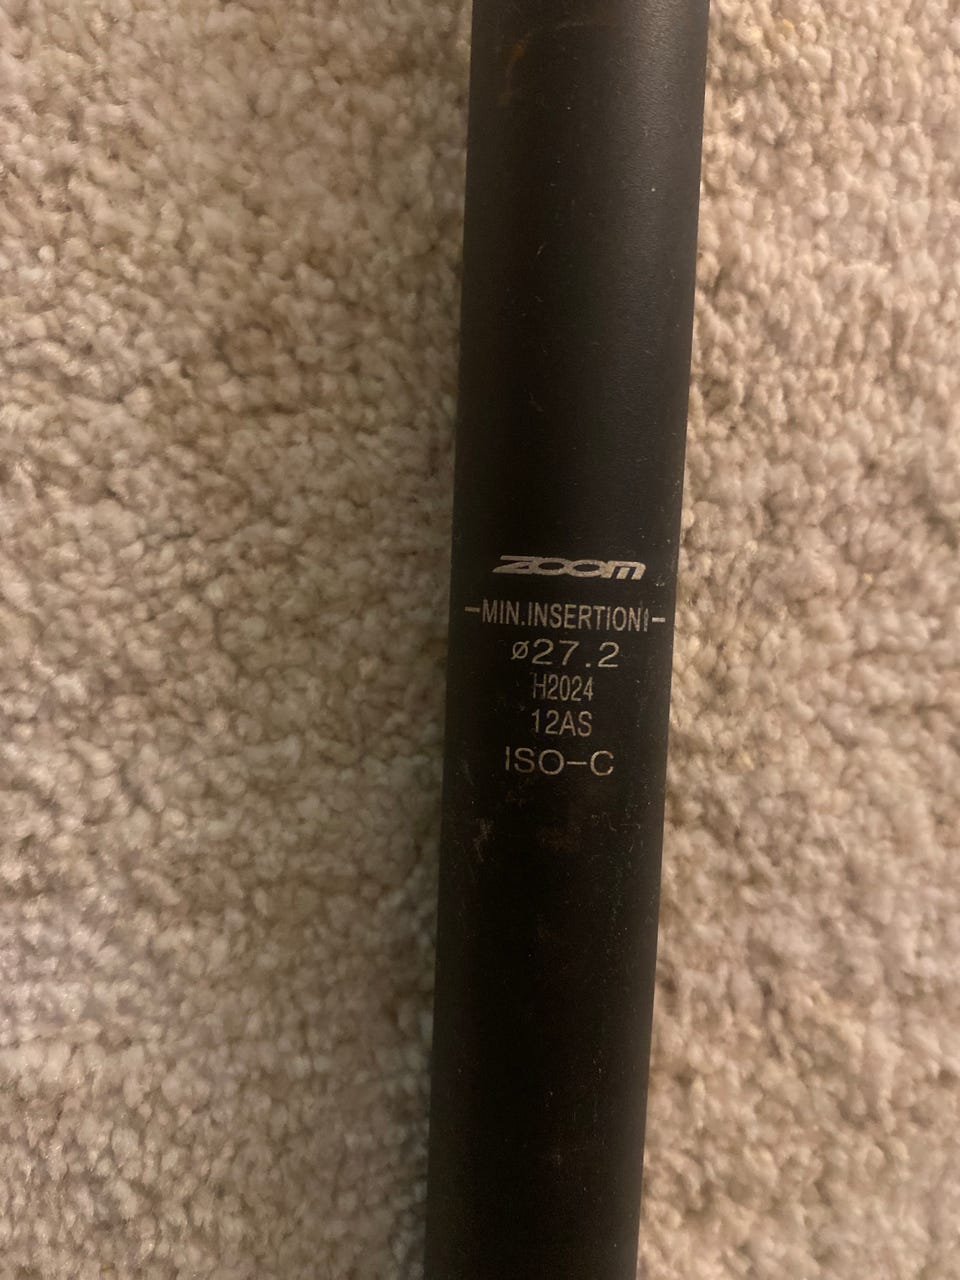 ZOOM
-MIN.INSERTION!-
ø27.2
H2024
12AS
ISO-C